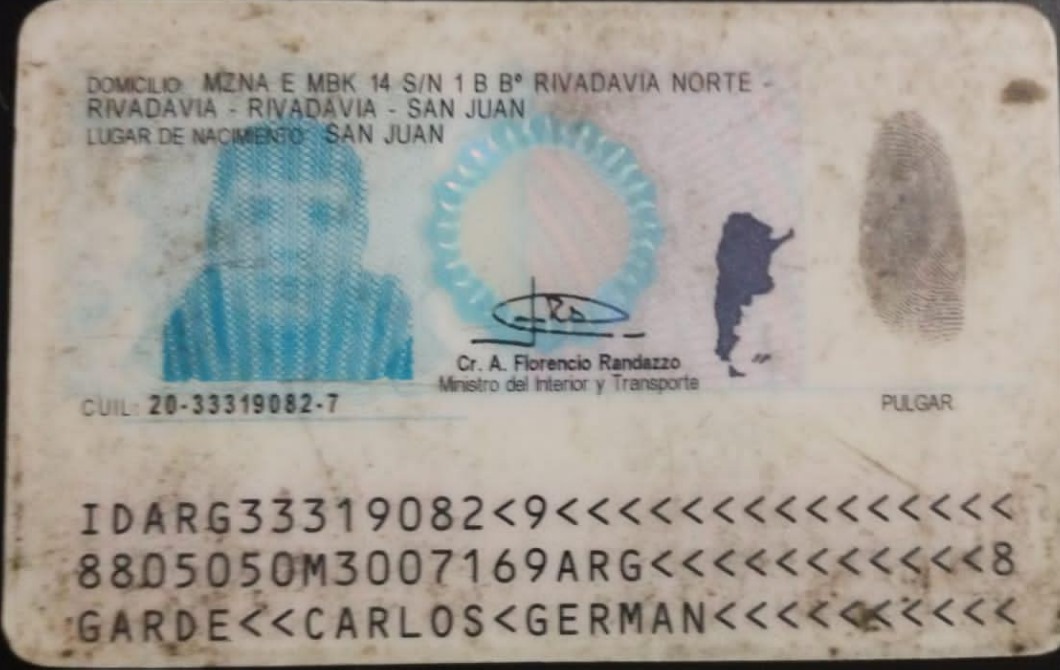 DOMICILIO: MZNA E MBK 14 S/N 1 B Bº RIVADAVIA NORTE -
RIVADAVIA - RIVADAVIA - SAN JUAN
LUGAR DE NACIMIENTO: SAN JUAN
Cr. A. Florencio Randazzo
Ministro del Interior y Transporte
CUIL: 20-33319082-7
PULGAR
IDARG33319082<9<<<<<<<<<<<<<<<
8805050M3007169ARG<<<<<<<<<<<8
GARDE<<CARLOS<GERMAN<<<<<<<<<<